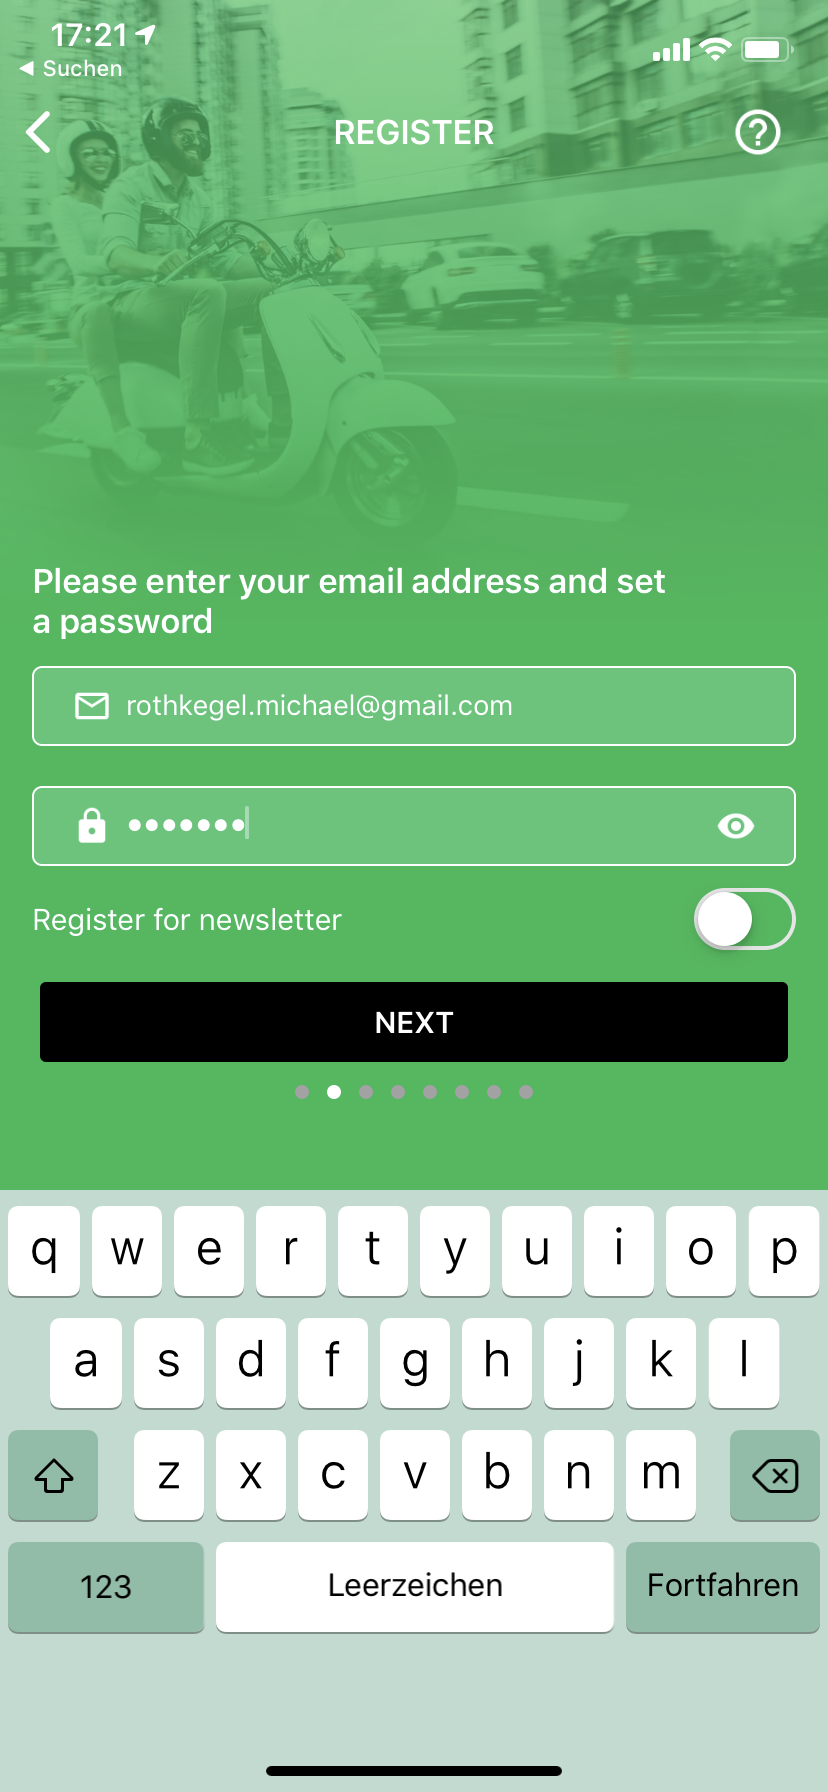 17:21
Suchen
REGISTER
Please enter your email address and set
a password
rothkegel.michael@gmail.com
•••••••
Register for newsletter
NEXT
q w e r t y u i o p
a s d f g h j k l
z x c v b n m
123 Leerzeichen Fortfahren